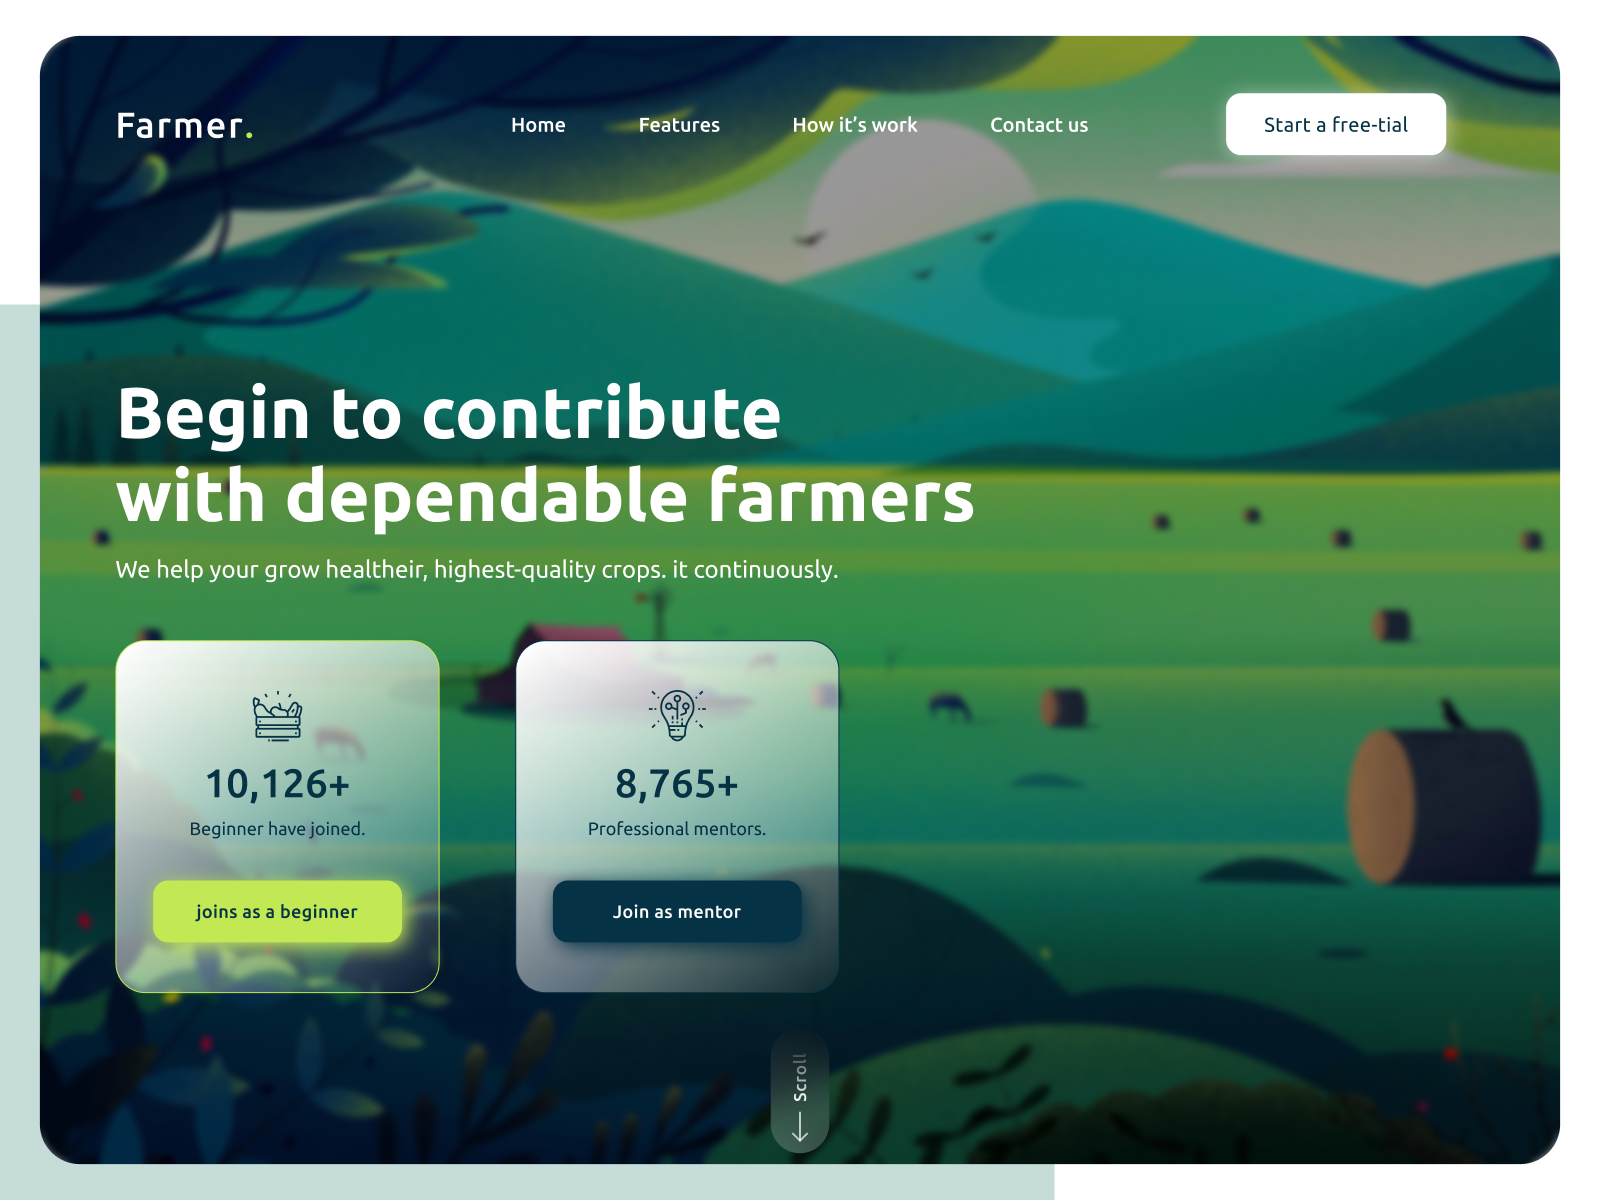 Farmer.
Home
Features
How it’s work
Contact us
Start a free-tial
Begin to contribute
with dependable farmers
We help your grow healtheir, highest-quality crops. it continuously.
10,126+
Beginner have joined.
joins as a beginner
8,765+
Professional mentors.
Join as mentor
Scroll